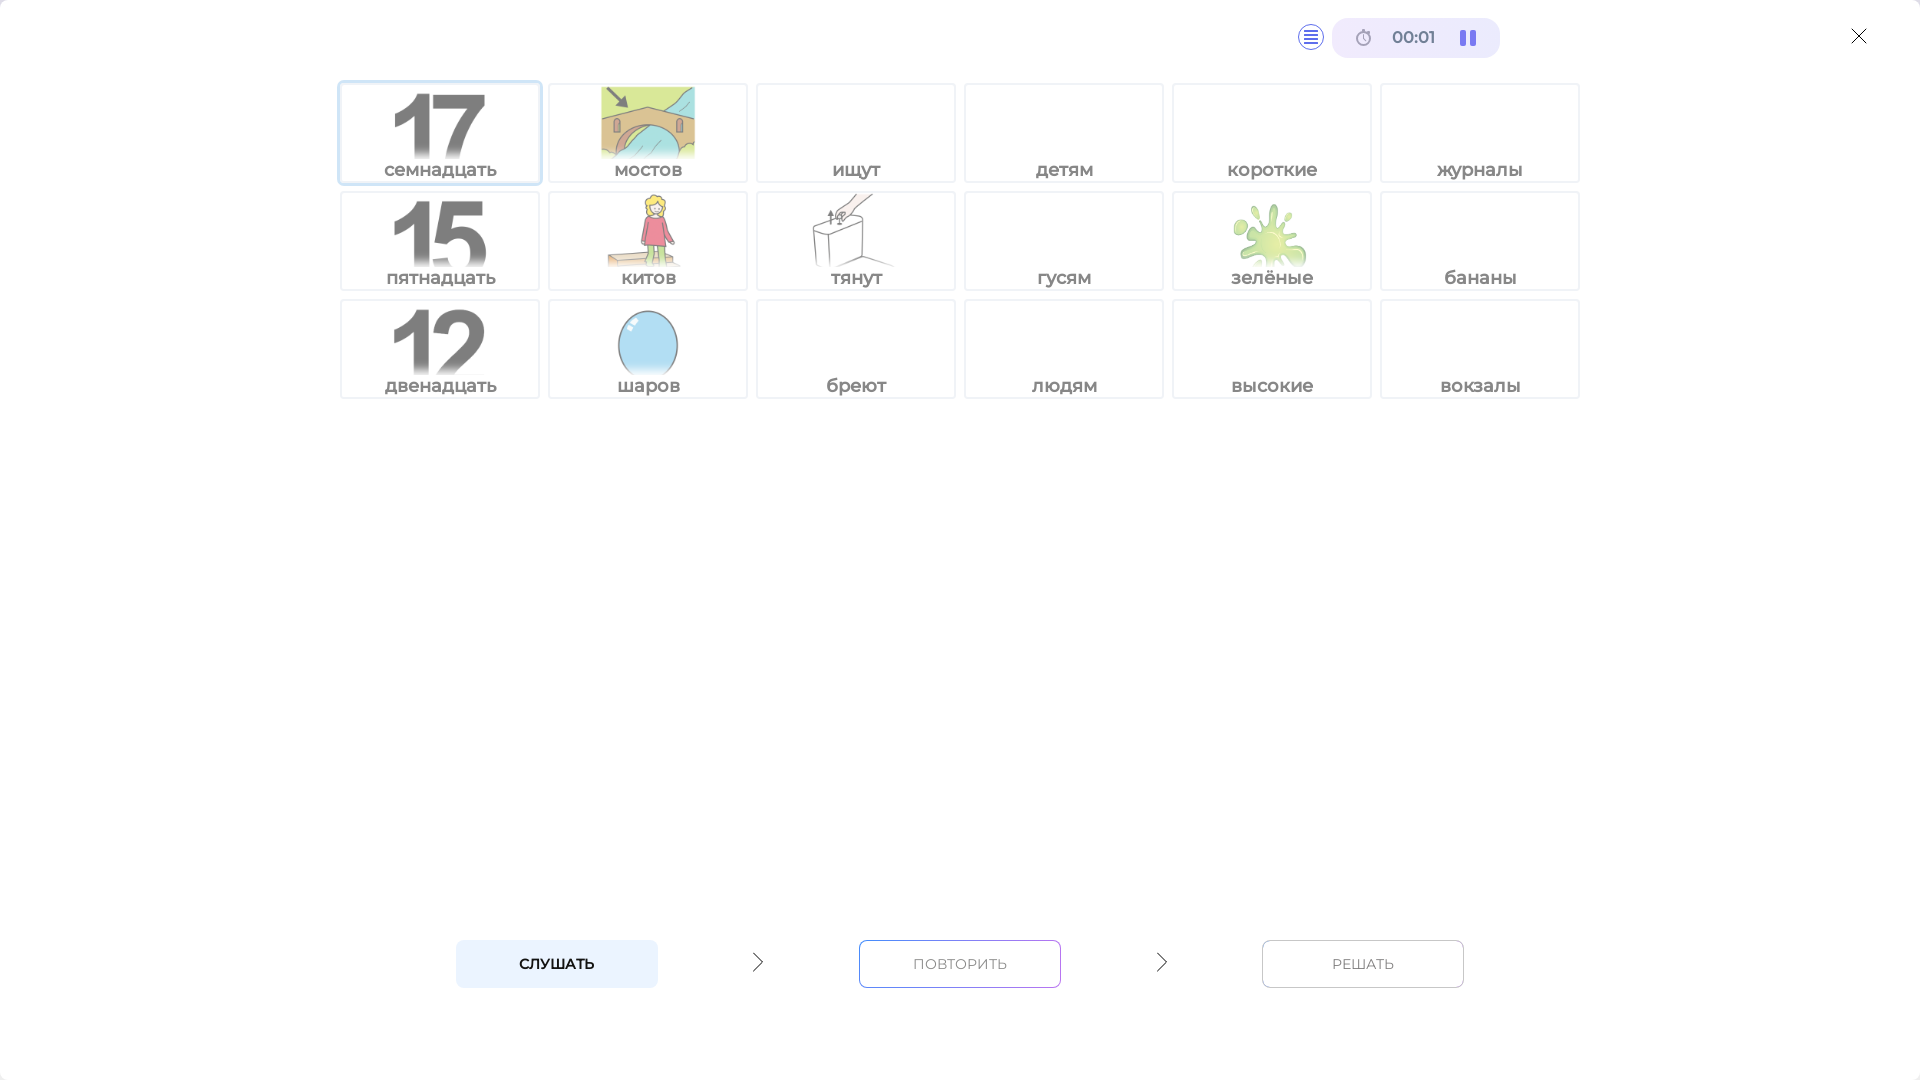 00:01
17 мостов ищут детям короткие журналы
семнадцать
15 китов тянут гусям зелёные бананы
пятнадцать
12 шаров бреют людям высокие вокзалы
двенадцать
СЛУШАТЬ ПОВТОРИТЬ РЕШАТЬ